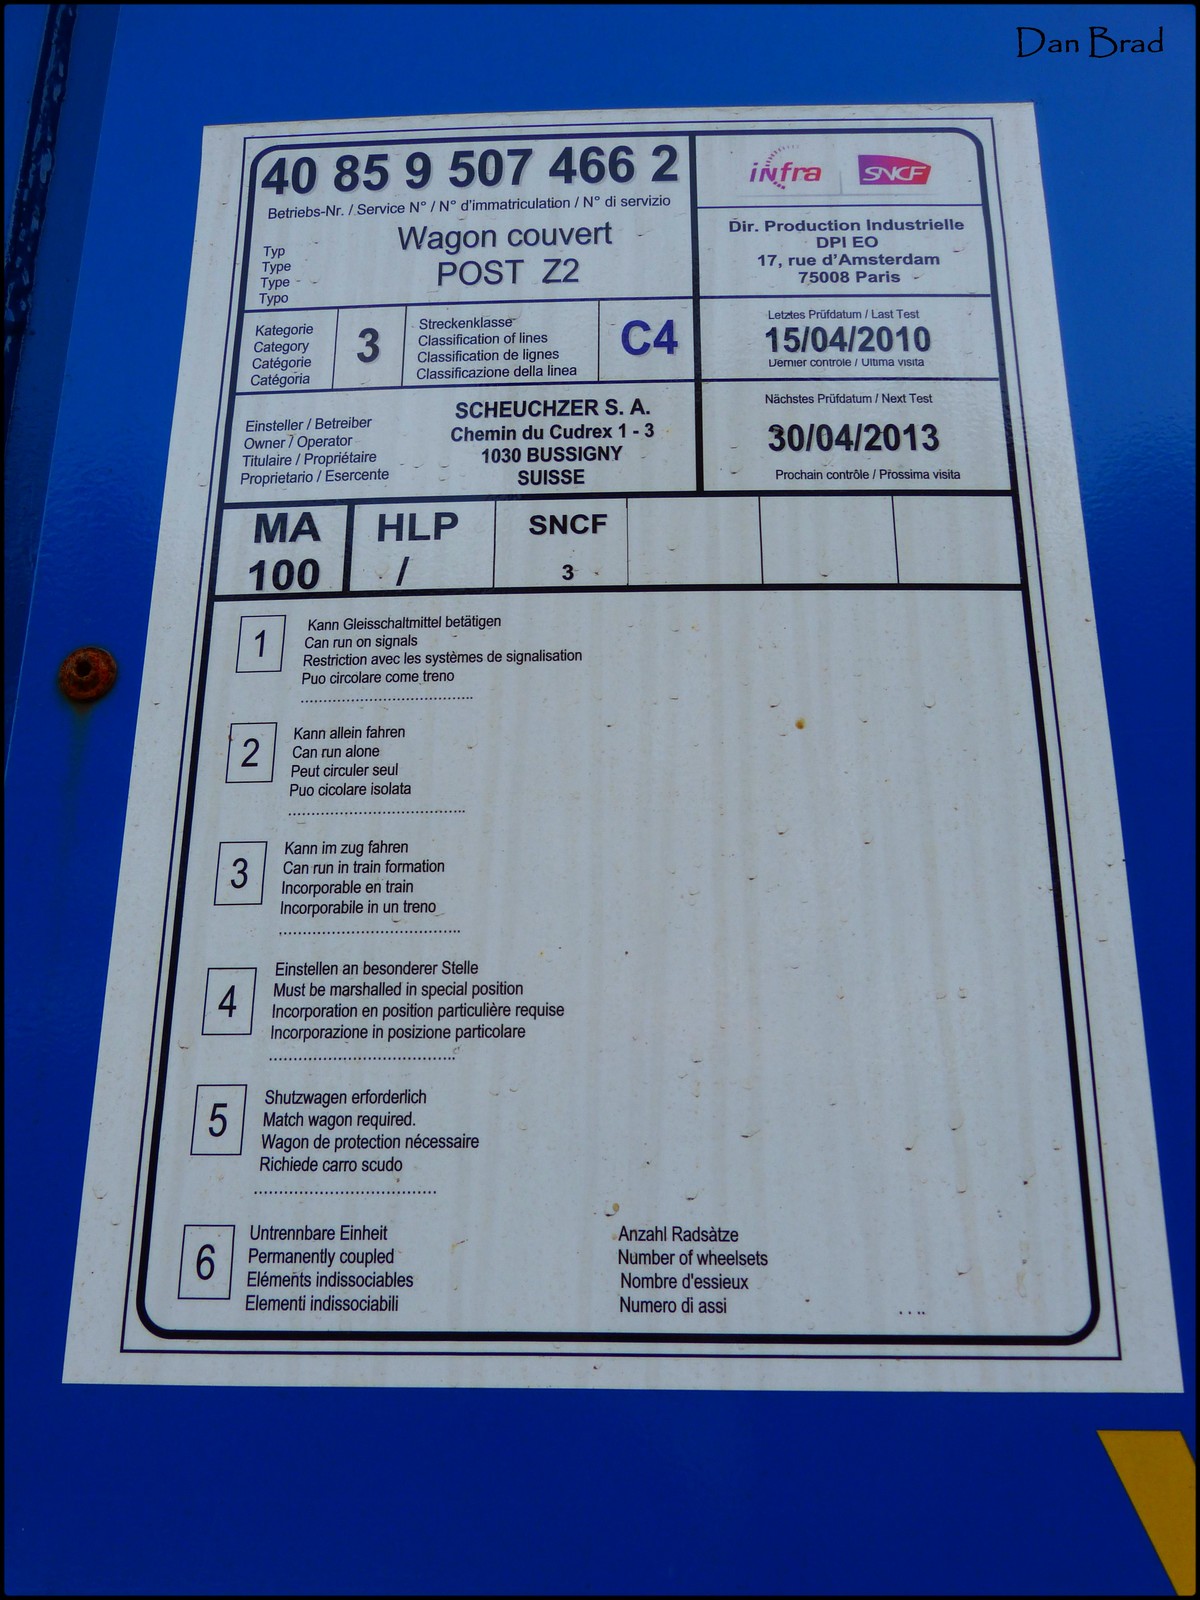 Dan Brad
40 85 9 507 466 2
Betriebs-Nr. / Service N° / N° d'immatriculation / N° di servizio
Typ
Type
Type
Typo
Wagon couvert
POST Z2
infra
SNCF
Dir. Production Industrielle
DPI EO
17, rue d'Amsterdam
75008 Paris
Kategorie
Category
Catégorie
Catégoria
3
Streckenklasse
Classification of lines
Classification de lignes
Classificazione della linea
C4
Letztes Prüfdatum / Last Test
15/04/2010
Dernier contrôle / Ultima visita
Einsteller / Betreiber
Owner / Operator
Titulaire / Propriétaire
Proprietario / Esercente
SCHEUCHZER S. A.
Chemin du Cudrex 1 - 3
1030 BUSSIGNY
SUISSE
Nächstes Prüfdatum / Next Test
30/04/2013
Prochain contrôle / Prossima visita
MA
100
HLP
/
SNCF
3
1
Kann Gleisschaltmittel betätigen
Can run on signals
Restriction avec les systèmes de signalisation
Puo circolare come treno
2
Kann allein fahren
Can run alone
Peut circuler seul
Puo cicolare isolata
3
Kann im zug fahren
Can run in train formation
Incorporable en train
Incorporabile in un treno
4
Einstellen an besonderer Stelle
Must be marshalled in special position
Incorporation en position particulière requise
Incorporazione in posizione particolare
5
Shutzwagen erforderlich
Match wagon required.
Wagon de protection nécessaire
Richiede carro scudo
6
Untrennbare Einheit
Permanently coupled
Eléments indissociables
Elementi indissociabili
Anzahl Radsàtze
Number of wheelsets
Nombre d'essieux
Numero di assi
....